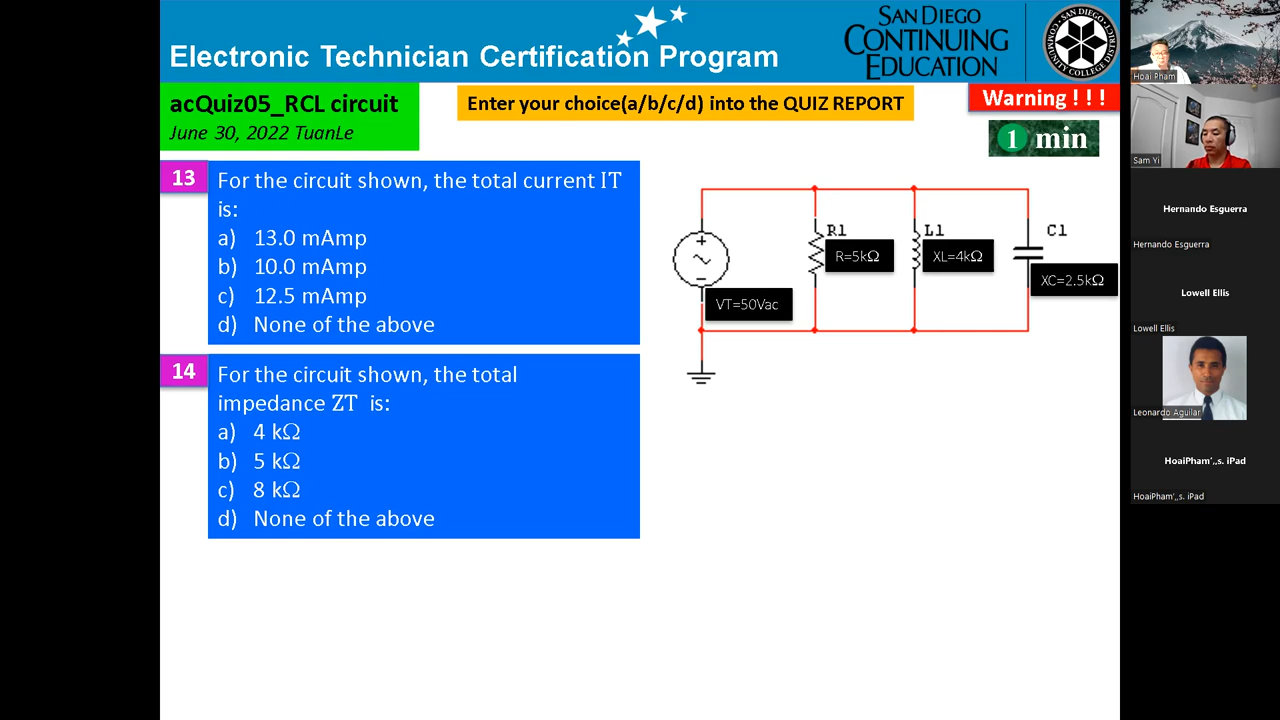 Electronic Technician Certification Program
SAN DIEGO
CONTINUING
EDUCATION
SAN DIEGO
COMMUNITY COLLEGE DISTRICT
acQuiz05_RCL circuit
June 30, 2022 TuanLe
Enter your choice(a/b/c/d) into the QUIZ REPORT
Warning ! ! !
1 min
13
For the circuit shown, the total current IT
is:
a) 13.0 mAmp
b) 10.0 mAmp
c) 12.5 mAmp
d) None of the above
14
For the circuit shown, the total
impedance ZT is:
a) 4 kΩ
b) 5 kΩ
c) 8 kΩ
d) None of the above
R1
L1
C1
R=5kΩ
XL=4kΩ
XC=2.5kΩ
VT=50Vac
Hoai Pham
Sam Yi
Hernando Esguerra
Hernando Esguerra
Lowell Ellis
Lowell Ellis
Leonardo Aguilar
HoaiPham',,s. iPad
HoaiPham',,s. iPad